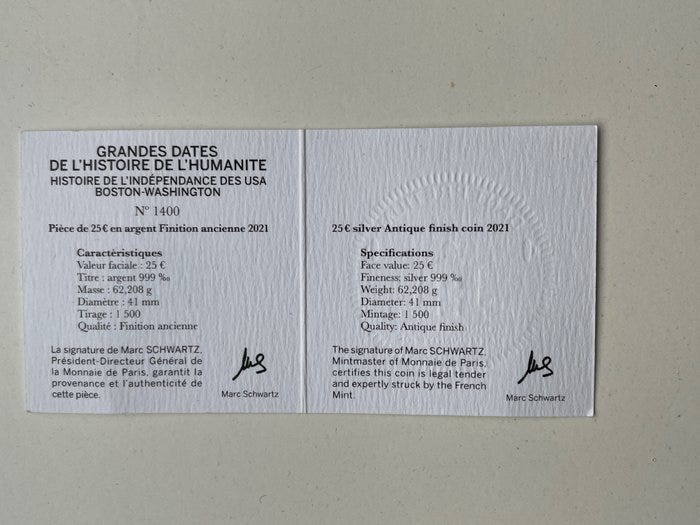 GRANDES DATES
DE L'HISTOIRE DE L'HUMANITE
HISTOIRE DE L'INDÉPENDANCE DES USA
BOSTON-WASHINGTON
N° 1400
Pièce de 25 € en argent Finition ancienne 2021
Caractèristiques
Valeur faciale : 25 €
Titre : argent 999 ‰
Masse : 62,208 g
Diamètre : 41 mm
Tirage : 1 500
Qualité : Finition ancienne
La signature de Marc SCHWARTZ,
Président-Directeur Général de
la Monnaie de Paris, garantit la
provenance et l'authenticité de
cette pièce.
Marc Schwartz
25 € silver Antique finish coin 2021
Specifications
Face value: 25 €
Fineness: silver 999 ‰
Weight: 62,208 g
Diameter: 41 mm
Mintage: 1 500
Quality: Antique finish
The signature of Marc SCHWARTZ,
Mintmaster of Monnaie de Paris,
certifies this coin is legal tender
and expertly struck by the French
Mint.
Marc Schwartz